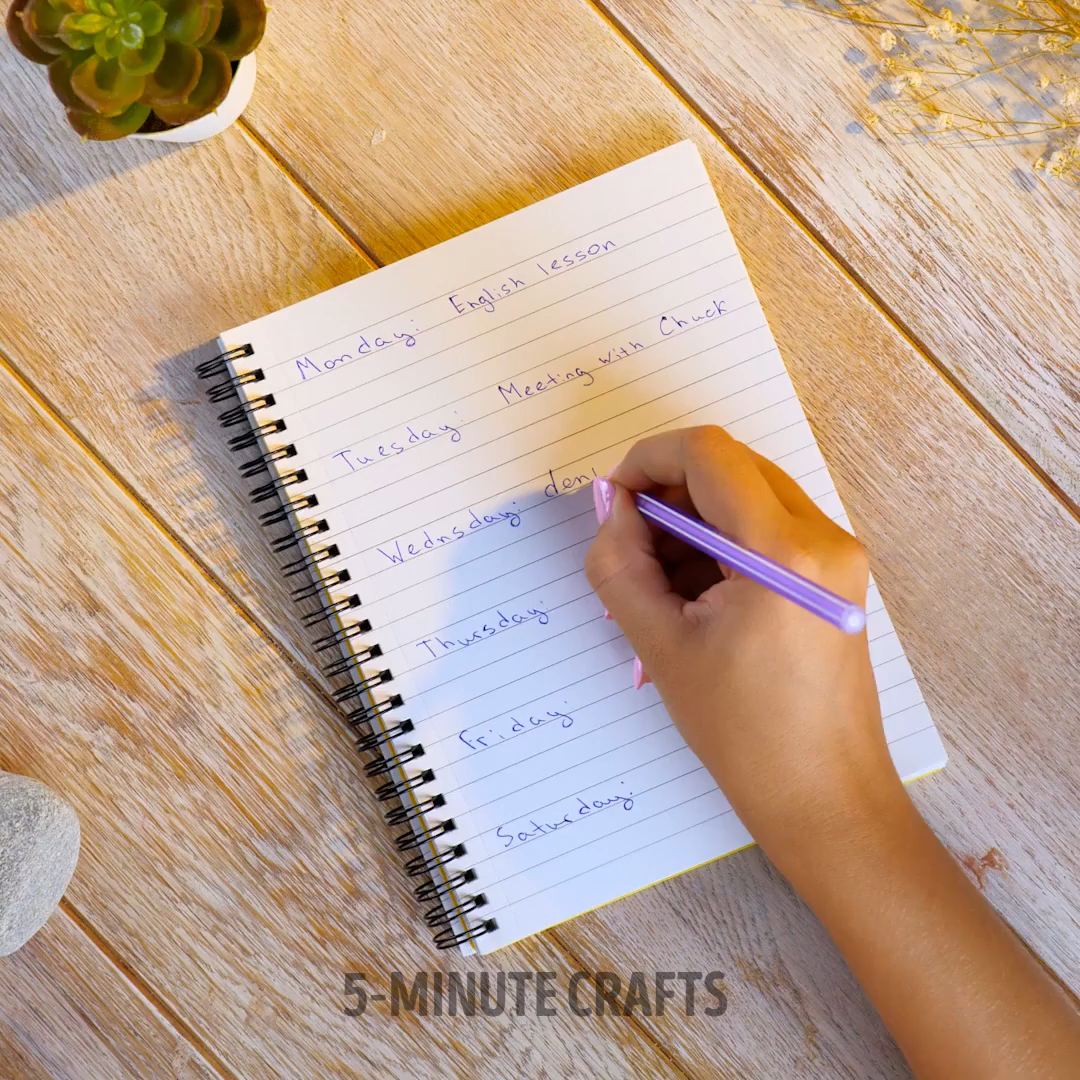 Monday: English lesson
Tuesday: Meeting with Chuck
Wednsday: den
Thursday:
Friday:
Saturday:
5-MINUTE CRAFTS